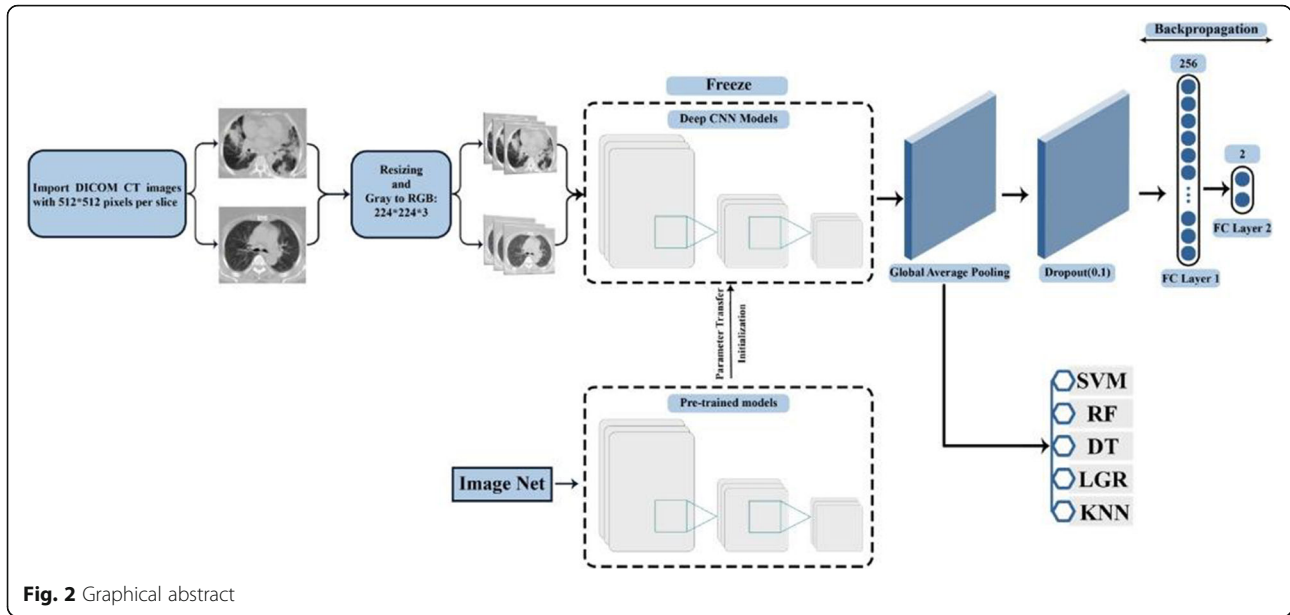 Import DICOM CT images
with 512*512 pixels per slice
Resizing
and
Gray to RGB:
224*224*3
Freeze
Deep CNN Models
Parameter Transfer
Initialization
Pre-trained models
Image Net
Global Average Pooling
Dropout(0.1)
Backpropagation
256
FC Layer 1
2
FC Layer 2
SVM
RF
DT
LGR
KNN
Fig. 2 Graphical abstract